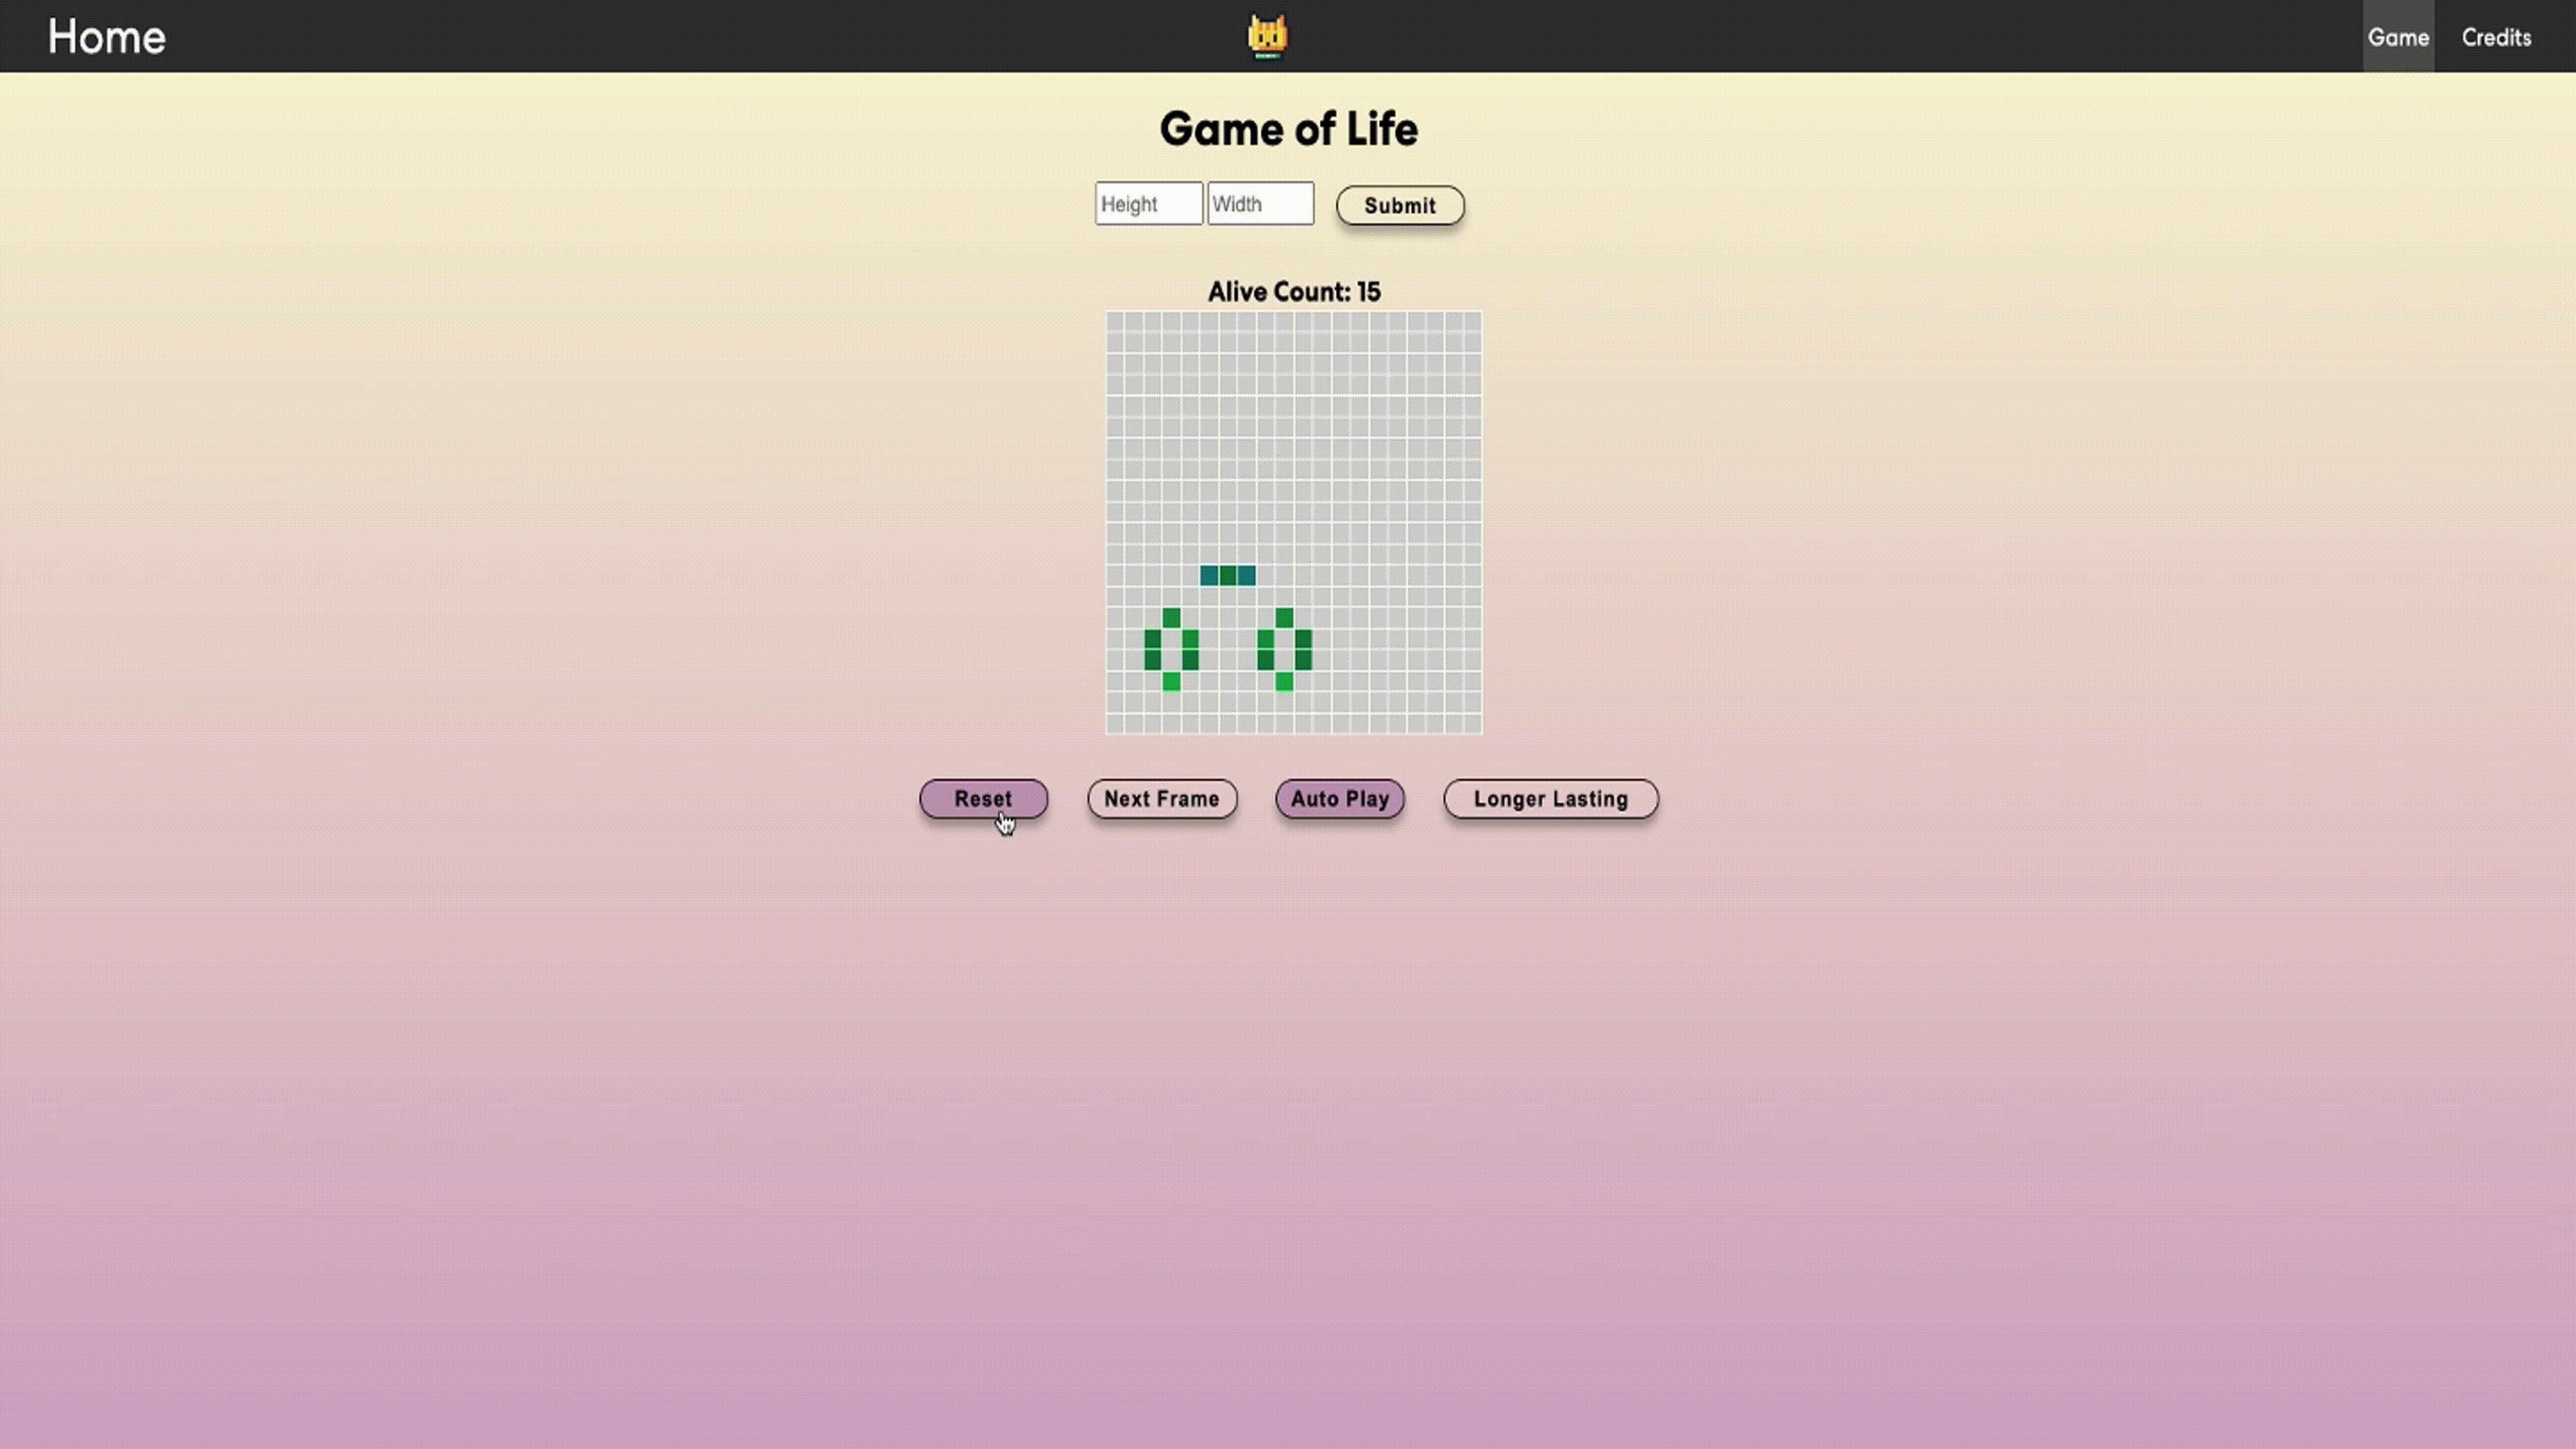 Home Game Credits
Game of Life
Height Width Submit
Alive Count: 15
Reset Next Frame Auto Play Longer Lasting